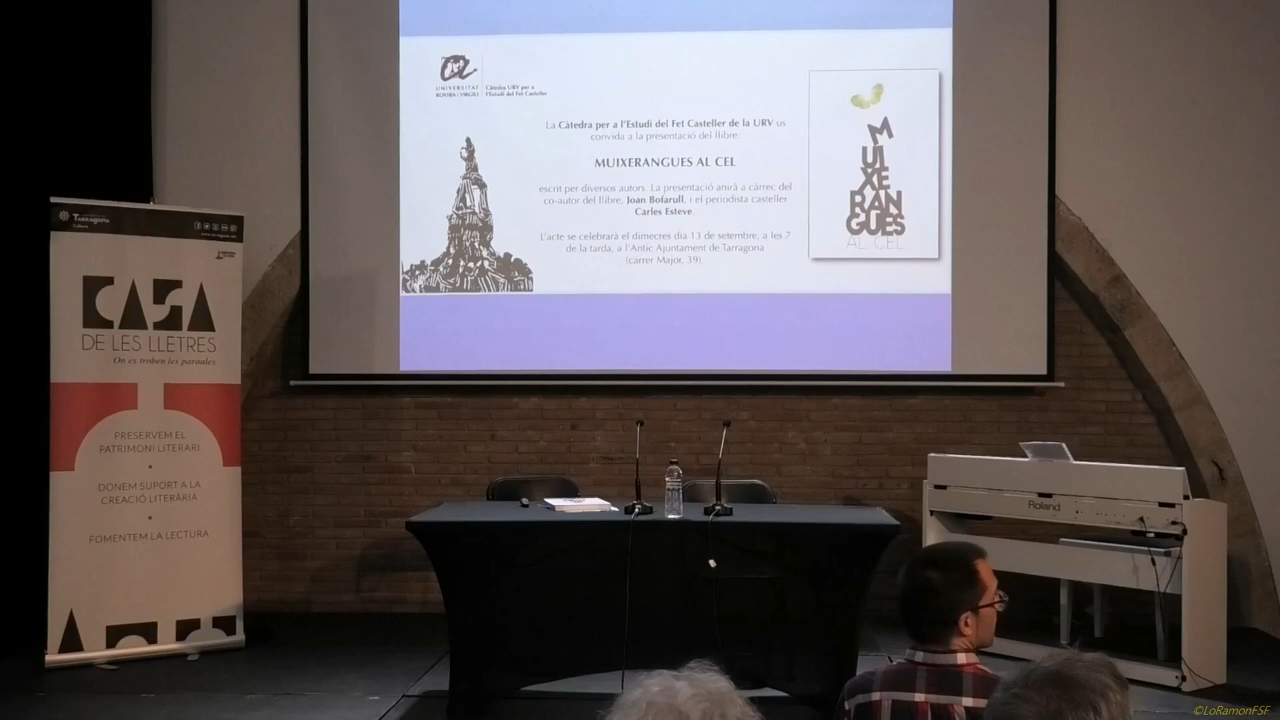 UNIVERSITAT
ROVIRA I VIRGILI
Càtedra URV per a
l'Estudi del Fet Casteller
La Càtedra per a l'Estudi del Fet Casteller de la URV us
convida a la presentació del llibre:
MUIXERANGUES AL CEL
escrit per diversos autors. La presentació anirà a càrrec del
co-autor del llibre, Joan Bofarull, i el periodista casteller
Carles Esteve.
L'acte se celebrarà el dimecres dia 13 de setembre, a les 7
de la tarda, a l'Antic Ajuntament de Tarragona
(carrer Major, 39).
M
UI
XE
RAN
GUES
AL CEL
TARRAGONA
Cultura
CASA
DE LES LLETRES
On es troben les paraules
PRESERVEM EL
PATRIMONI LITERARI
•
DONEM SUPORT A LA
CREACIÓ LITERÀRIA
•
FOMENTEM LA LECTURA
Roland
©LoRamonFSF